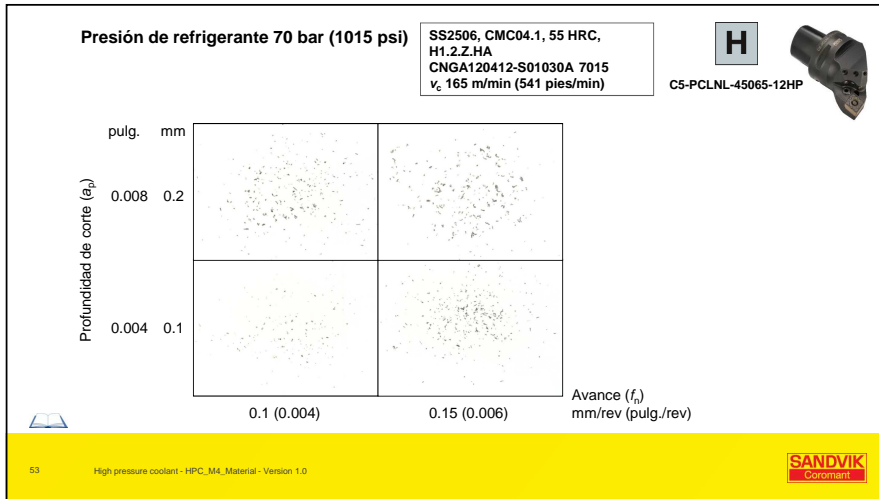 Presión de refrigerante 70 bar (1015 psi)
SS2506, CMC04.1, 55 HRC,
H1.2.Z.HA
CNGA120412-S01030A 7015
vc 165 m/min (541 pies/min)
H
C5-PCLNL-45065-12HP
pulg. mm
Profundidad de corte (ap)
0.008 0.2
0.004 0.1
0.1 (0.004) 0.15 (0.006)
Avance (fn)
mm/rev (pulg./rev)
53 High pressure coolant - HPC_M4_Material - Version 1.0
SANDVIK
Coromant